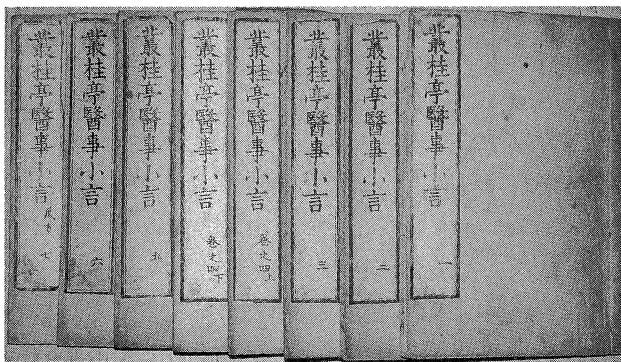 叢桂亭醫事小言 一
叢桂亭醫事小言 二
叢桂亭醫事小言 三
叢桂亭醫事小言 卷之四上
叢桂亭醫事小言 卷之四下
叢桂亭醫事小言 五
叢桂亭醫事小言 六
叢桂亭醫事小言 七